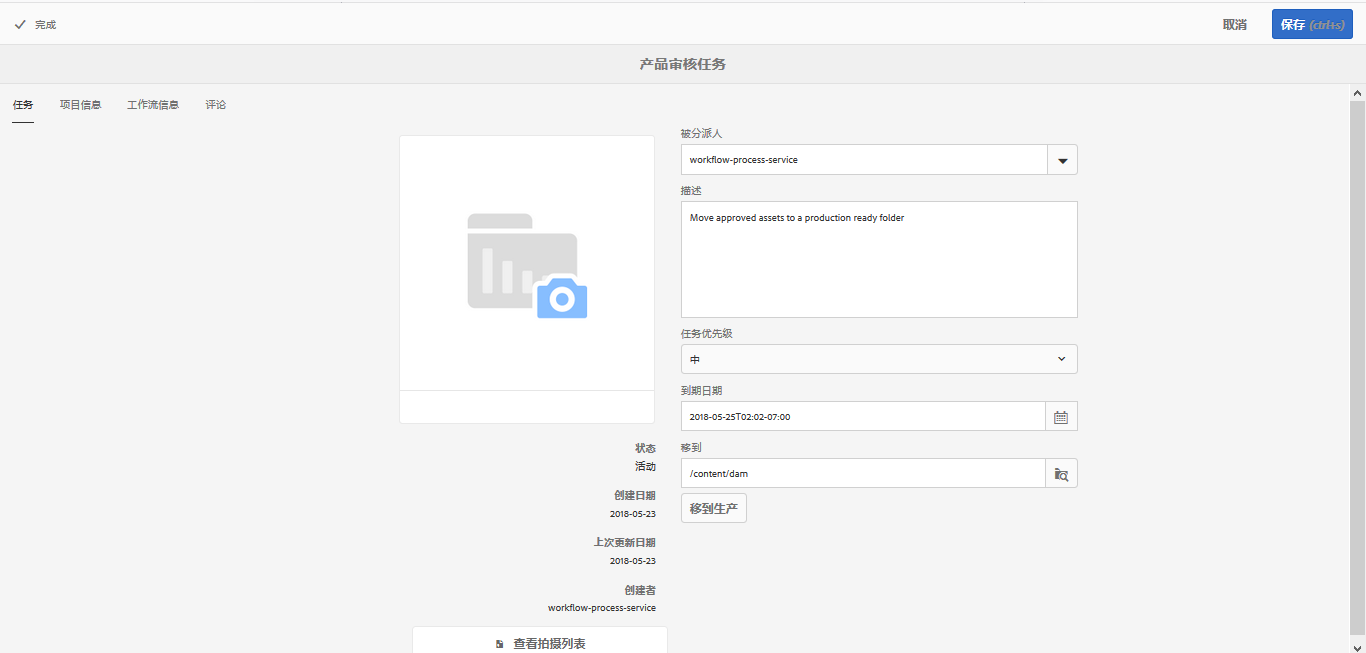 完成
取消
保存 (ctrl+s)
产品审核任务
任务 项目信息 工作流信息 评论
被分派人
workflow-process-service
描述
Move approved assets to a production ready folder
任务优先级
中
到期日期
2018-05-25T02:02-07:00
移到
/content/dam
移到生产
状态
活动
创建日期
2018-05-23
上次更新日期
2018-05-23
创建者
workflow-process-service
查看拍摄列表